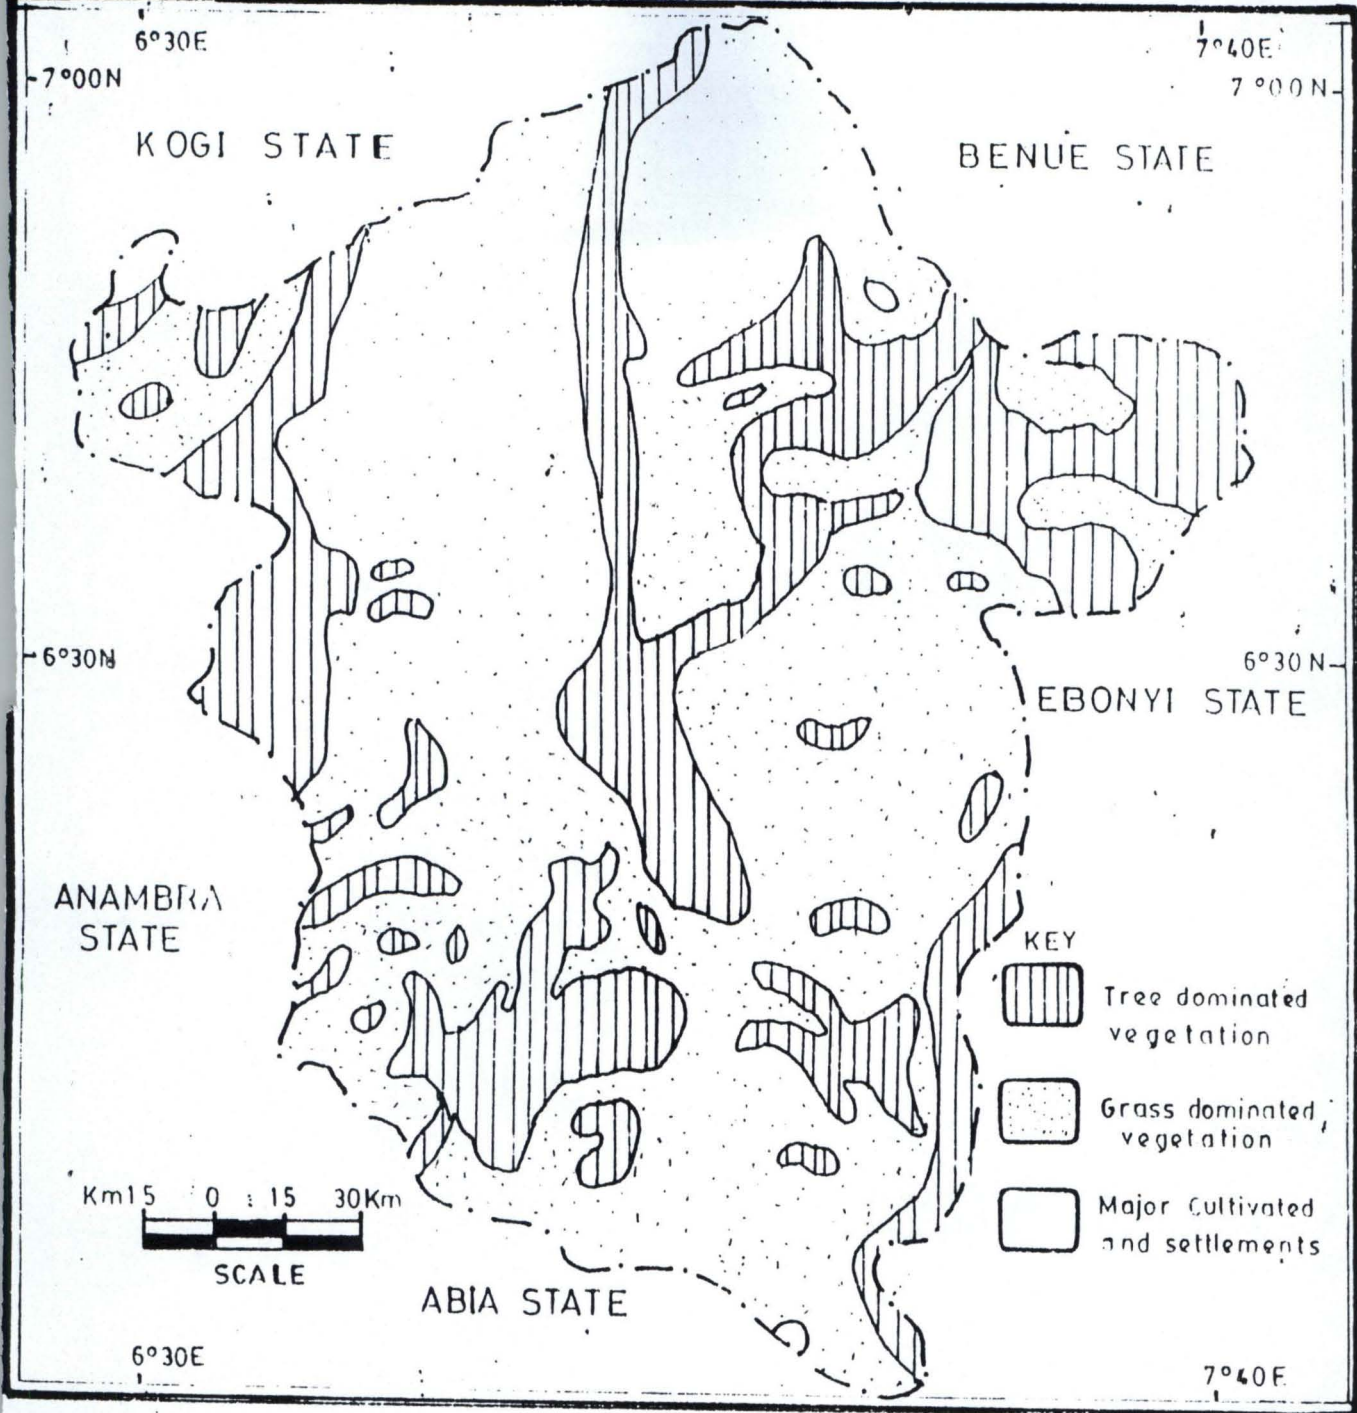 6°30E
7°40E
7°00N
7°00N
KOGI STATE
BENUE STATE
6°30N
6°30N
EBONYI STATE
ANAMBRA
STATE
KEY
Tree dominated
vegetation
Grass dominated
vegetation
Major Cultivated
and settlements
Km15 0 15 30Km
SCALE
ABIA STATE
6°30E
7°40E